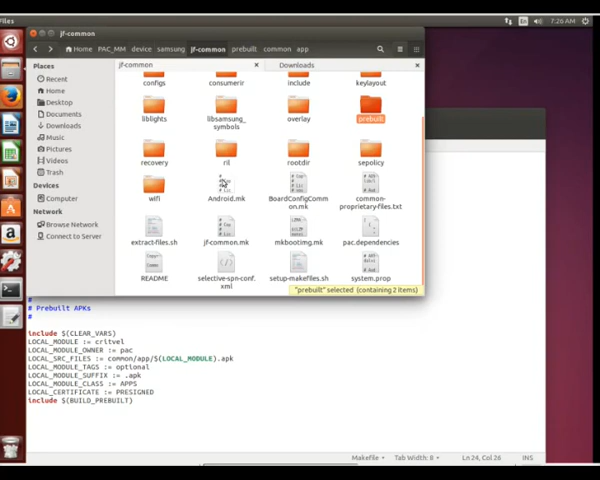 Files
En
7:26 AM
jf-common
Home PAC_MM device samsung jf-common prebuilt common app
Places
Recent
Home
Desktop
Documents
Downloads
Music
Pictures
Videos
Trash
Devices
Computer
Network
Browse Network
Connect to Server
jf-common
Downloads
configs
consumerir
include
keylayout
liblights
libsamsung_
symbols
overlay
prebuilt
recovery
ril
rootdir
sepolicy
wifi
Android.mk
BoardConfigComm
on.mk
common-
proprietary-files.txt
extract-files.sh
jf-common.mk
mkbootimg.mk
pac.dependencies
README
selective-spn-conf.
xml
setup-makefiles.sh
system.prop
"prebuilt" selected (containing 2 items)
#
# Prebuilt APKs
#
include $(CLEAR_VARS)
LOCAL_MODULE := critvel
LOCAL_MODULE_OWNER := pac
LOCAL_SRC_FILES := common/app/$(LOCAL_MODULE).apk
LOCAL_MODULE_TAGS := optional
LOCAL_MODULE_SUFFIX := .apk
LOCAL_MODULE_CLASS := APPS
LOCAL_CERTIFICATE := PRESIGNED
include $(BUILD_PREBUILT)
Makefile
Tab Width: 8
Ln 24, Col 26
INS